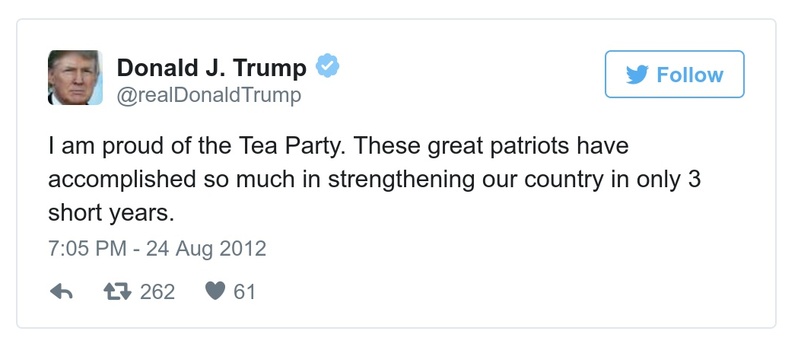 Donald J. Trump
@realDonaldTrump
Follow
I am proud of the Tea Party. These great patriots have
accomplished so much in strengthening our country in only 3
short years.
7:05 PM - 24 Aug 2012
262 61